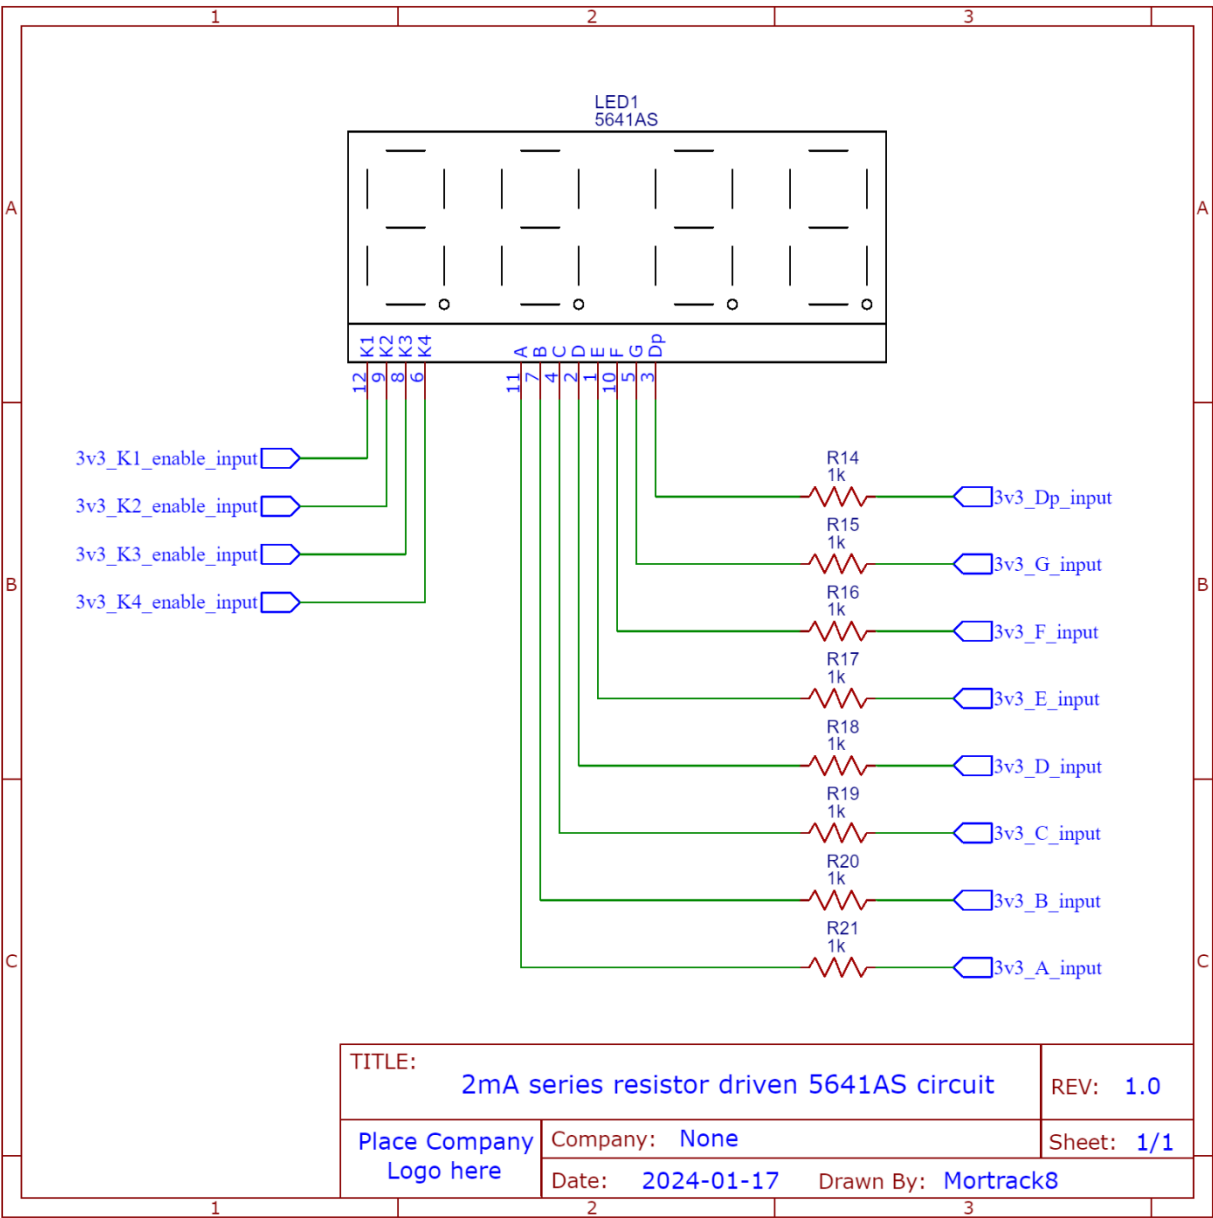 1 2 3
LED1
5641AS
A A
K1 K2 K3 K4 A B C D E F G Dp
12 9 8 6 11 7 4 2 1 10 5 3
3v3_K1_enable_input
R14
1k
3v3_Dp_input
3v3_K2_enable_input
R15
1k
3v3_K3_enable_input
3v3_G_input
B B
R16
1k
3v3_K4_enable_input
3v3_F_input
R17
1k
3v3_E_input
R18
1k
3v3_D_input
R19
1k
3v3_C_input
R20
1k
3v3_B_input
R21
1k
C C
3v3_A_input
TITLE:
2mA series resistor driven 5641AS circuit
REV: 1.0
Place Company
Logo here
Company: None
Sheet: 1/1
Date: 2024-01-17
Drawn By: Mortrack8
1 2 3